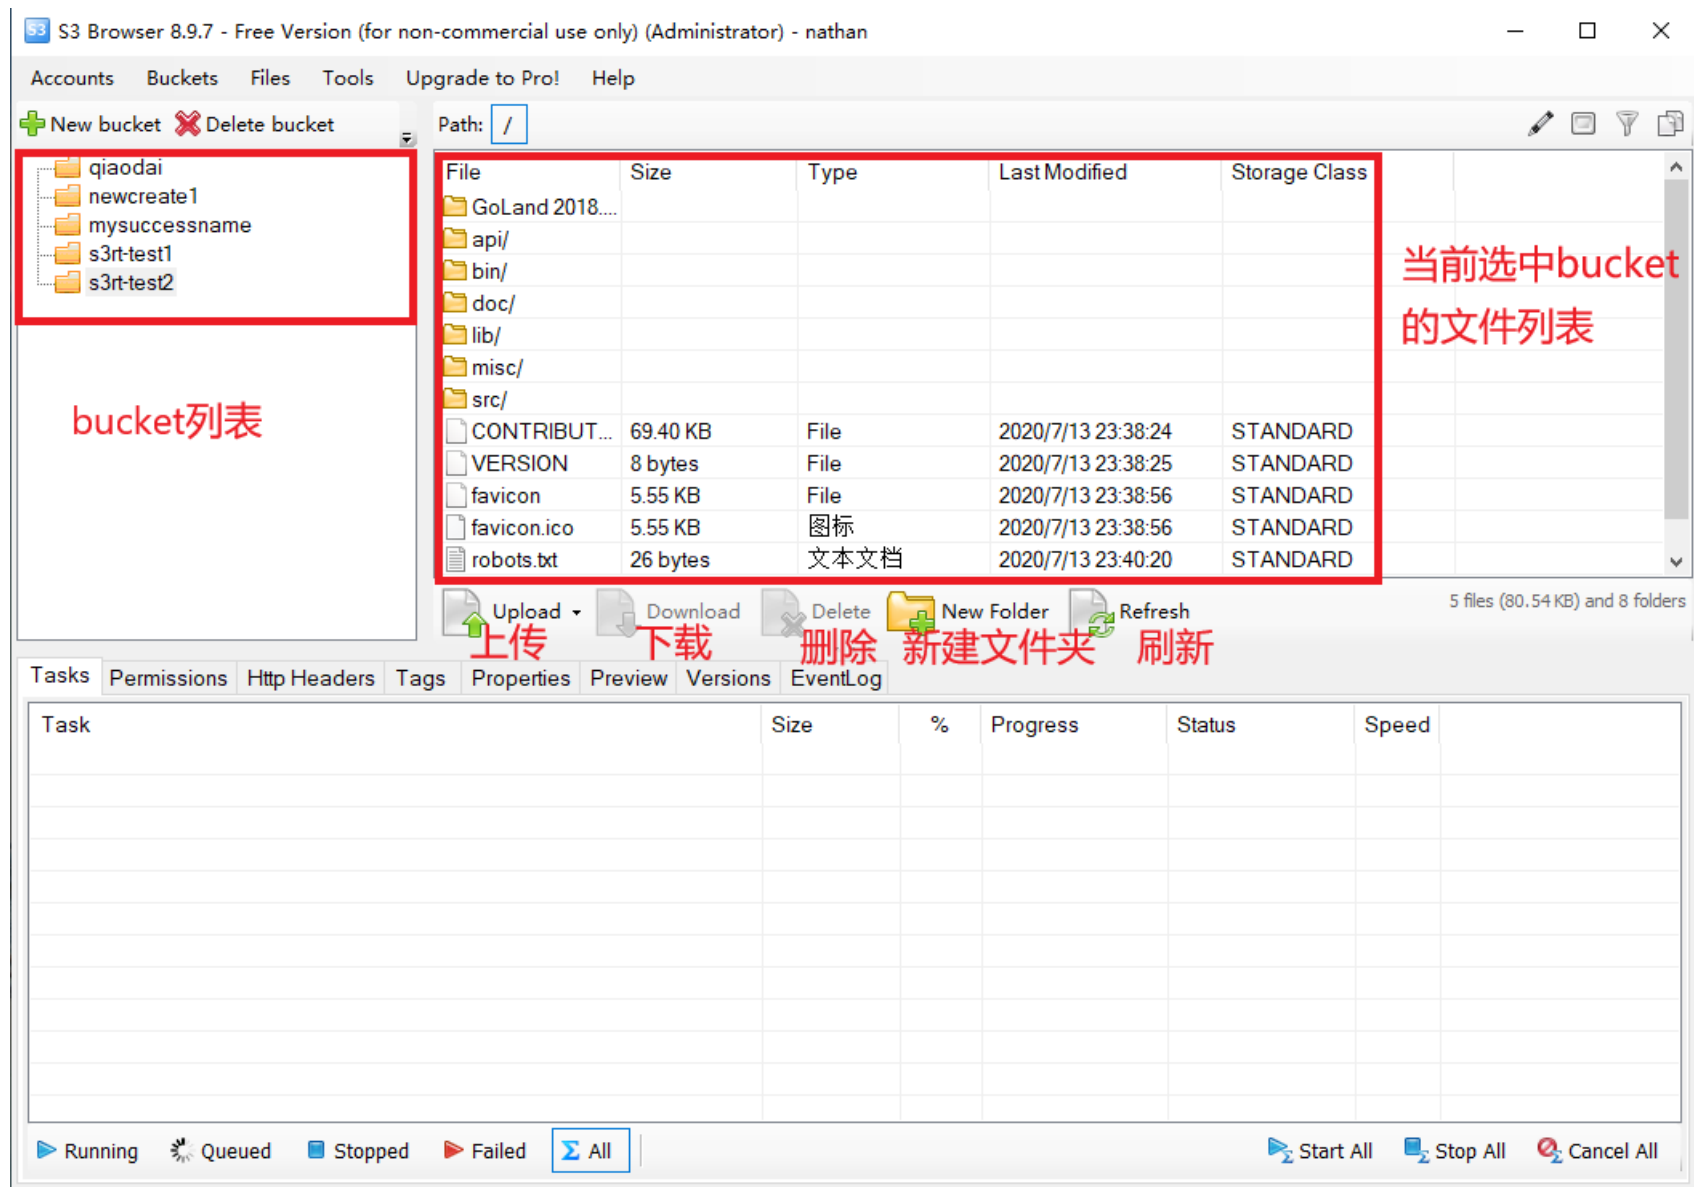 S3 Browser 8.9.7 - Free Version (for non-commercial use only) (Administrator) - nathan
Accounts Buckets Files Tools Upgrade to Pro! Help
New bucket Delete bucket
Path: /
qiaodai
newcreate1
mysuccessname
s3rt-test1
s3rt-test2
bucket列表
File Size Type Last Modified Storage Class
GoLand 2018....
api/
bin/
doc/
lib/
misc/
src/
CONTRIBUT... 69.40 KB File 2020/7/13 23:38:24 STANDARD
VERSION 8 bytes File 2020/7/13 23:38:25 STANDARD
favicon 5.55 KB File 2020/7/13 23:38:56 STANDARD
favicon.ico 5.55 KB 图标 2020/7/13 23:38:56 STANDARD
robots.txt 26 bytes 文本文档 2020/7/13 23:40:20 STANDARD
当前选中bucket
的文件列表
Upload Download Delete New Folder Refresh
5 files (80.54 KB) and 8 folders
上传 下载 删除 新建文件夹 刷新
Tasks Permissions Http Headers Tags Properties Preview Versions EventLog
Task Size % Progress Status Speed
Running Queued Stopped Failed All Start All Stop All Cancel All